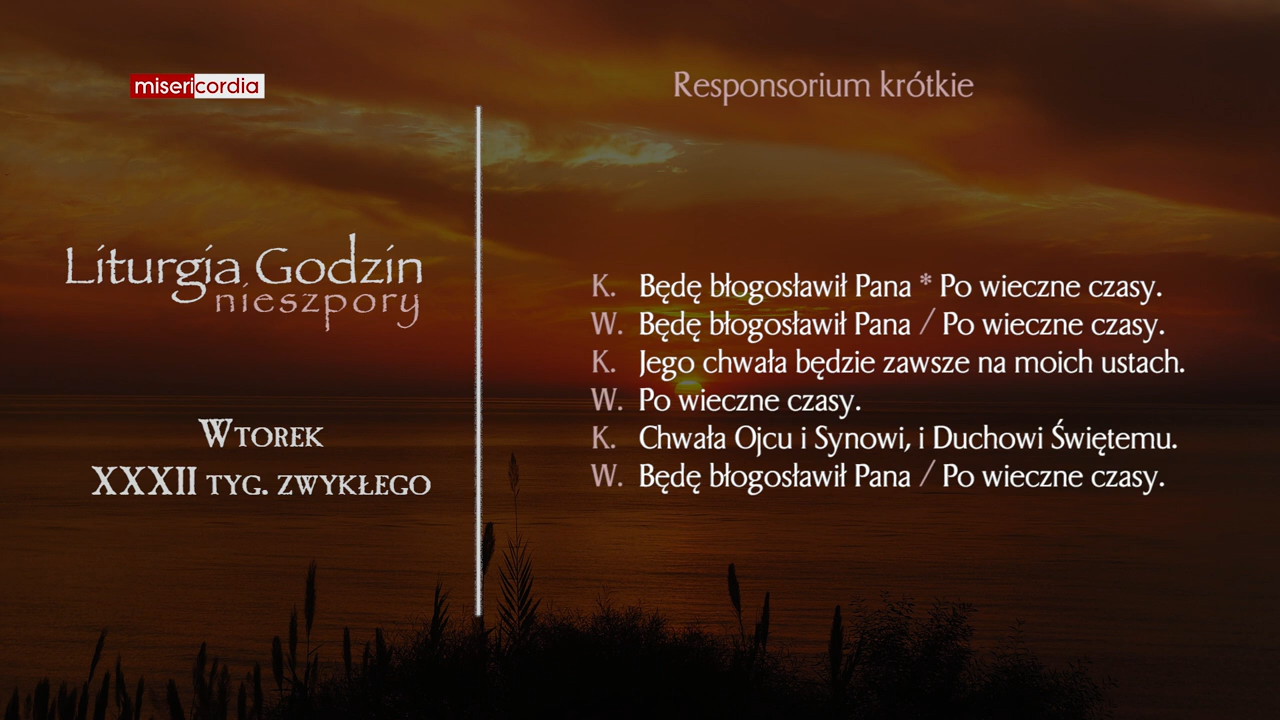 misericordia
Liturgia Godzin
nieszpory
Wtorek
XXXII tyg. zwykłego
Responsorium krótkie
K. Będę błogosławił Pana * Po wieczne czasy.
W. Będę błogosławił Pana / Po wieczne czasy.
K. Jego chwała będzie zawsze na moich ustach.
W. Po wieczne czasy.
K. Chwała Ojcu i Synowi, i Duchowi Świętemu.
W. Będę błogosławił Pana / Po wieczne czasy.